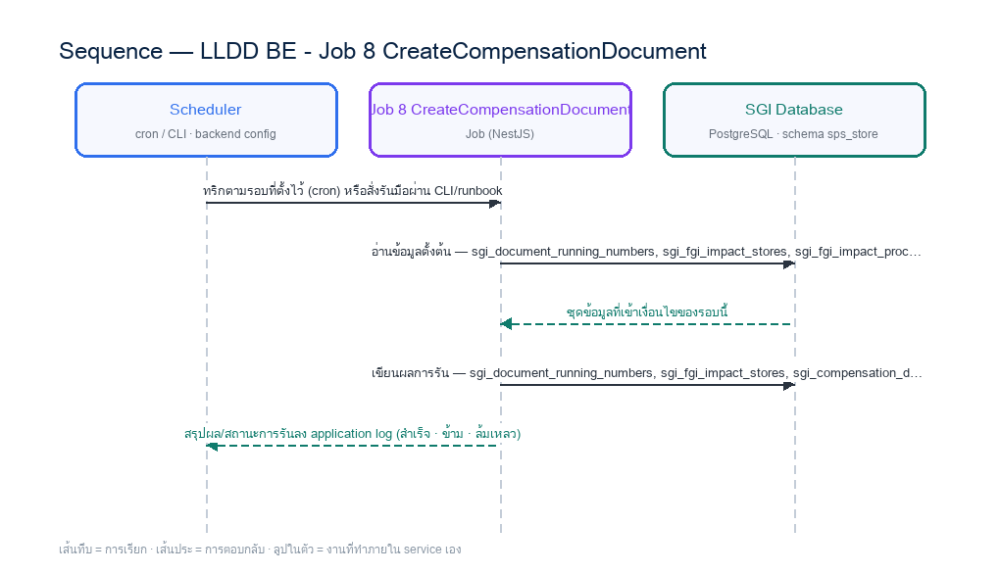 Sequence — LLDD BE - Job 8 CreateCompensationDocument
Scheduler
cron / CLI · backend config
Job 8 CreateCompensationDocument
Job (NestJS)
SGI Database
PostgreSQL · schema sps_store
ทริกตามรอบที่ตั้งไว้ (cron) หรือสั่งรันมือผ่าน CLI/runbook
อ่านข้อมูลตั้งต้น — sgi_document_running_numbers, sgi_fgi_impact_stores, sgi_fgi_impact_proc…
ชุดข้อมูลที่เข้าเงื่อนไขของรอบนี้
เขียนผลการรัน — sgi_document_running_numbers, sgi_fgi_impact_stores, sgi_compensation_d…
สรุปผล/สถานะการรันลง application log (สำเร็จ · ข้าม · ล้มเหลว)
เส้นทึบ = การเรียก · เส้นประ = การตอบกลับ · ลูปในตัว = งานที่ทำภายใน service เอง